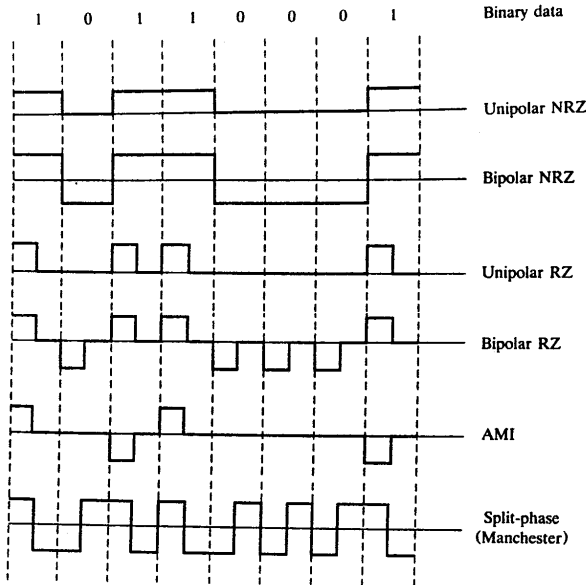 Binary data
1 0 1 1 0 0 0 1
Unipolar NRZ
Bipolar NRZ
Unipolar RZ
Bipolar RZ
AMI
Split-phase
(Manchester)